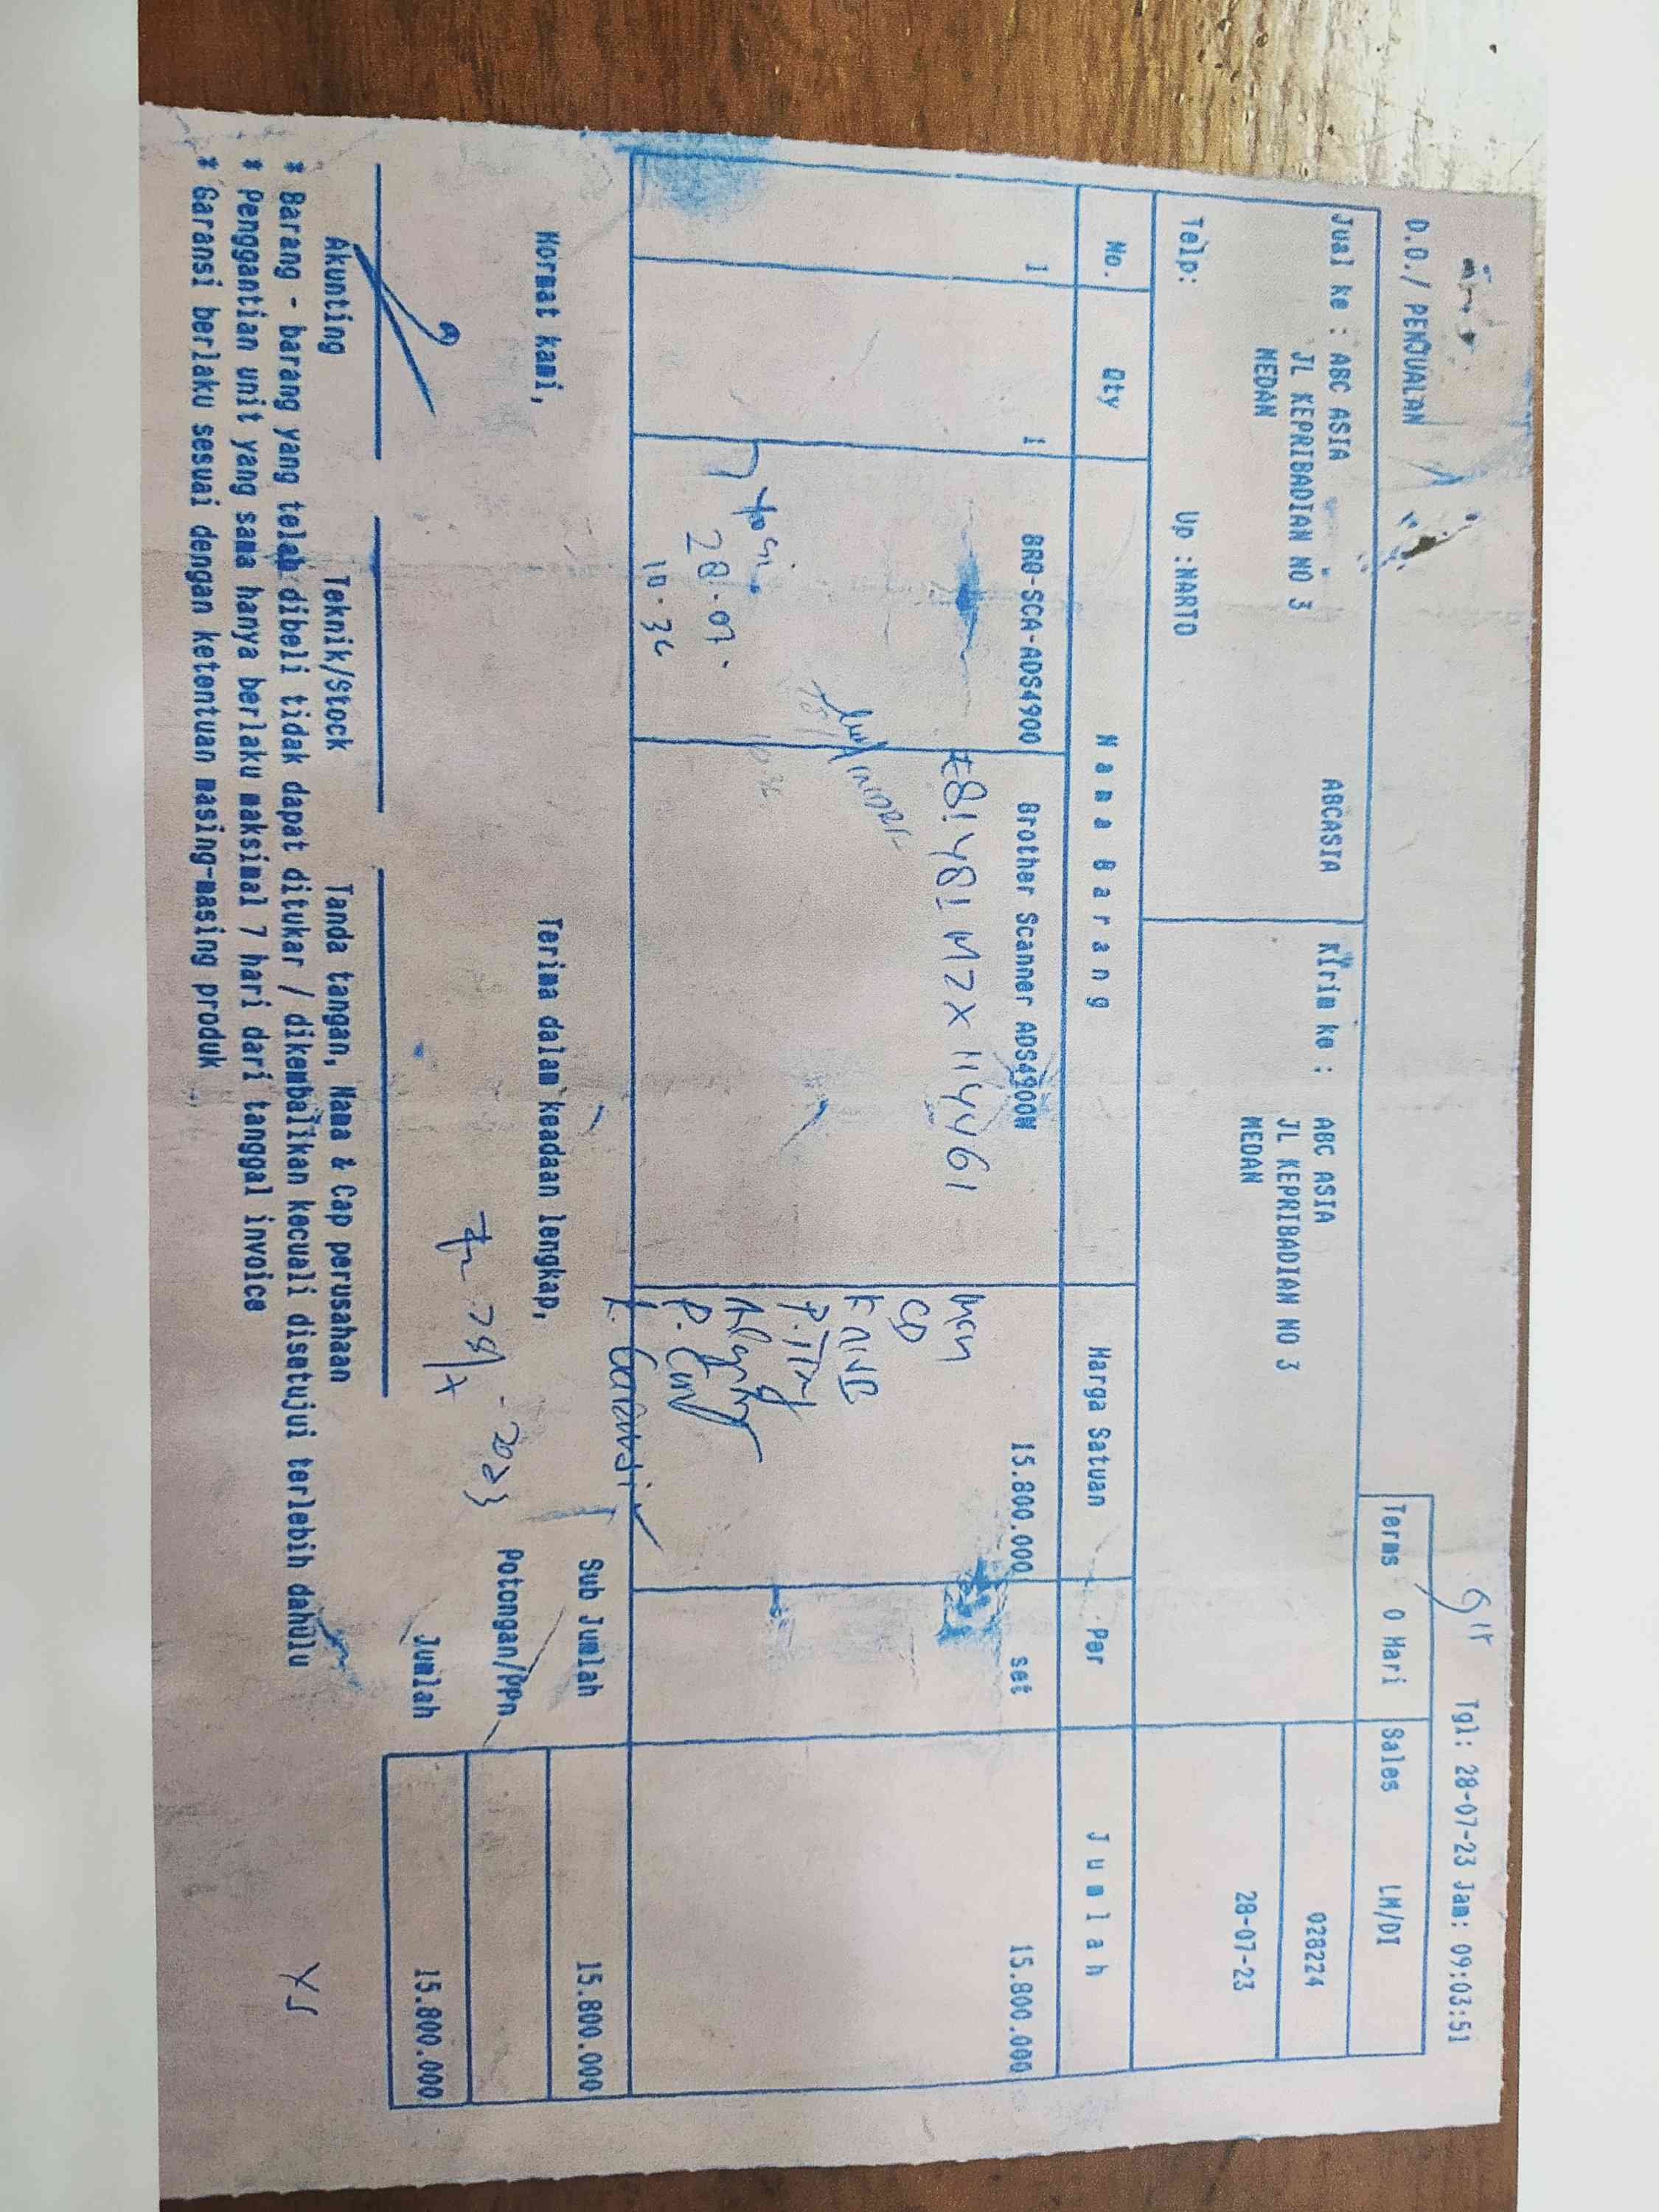 Tgl: 28-07-23 Jam: 09:03:51
D.O./ PENJUALAN
Terms 0 Hari Sales LM/DI
Jual ke : ABC ASIA ABCASIA
JL KEPRIBADIAN NO 3
MEDAN
Kirim ke : ABC ASIA
JL KEPRIBADIAN NO 3
MEDAN
028224
28-07-23
Telp: Up :NARTO
No. Qty Nama Barang Harga Satuan Per Jumlah
1 1 BRO-SCA-ADS4900 Brother Scanner ADS4900W 15.800.000 set 15.800.000
CD
28.07.
10.36
Sub Jumlah 15.800.000
Hormat kami, Terima dalam keadaan lengkap,
Potongan/PPn
2023
Jumlah 15.800.000
Akunting Teknik/Stock Tanda tangan, Nama & Cap perusahaan
* Barang - barang yang telah dibeli tidak dapat ditukar / dikembalikan kecuali disetujui terlebih dahulu
* Penggantian unit yang sama hanya berlaku maksimal 7 hari dari tanggal invoice
* Garansi berlaku sesuai dengan ketentuan masing-masing produk